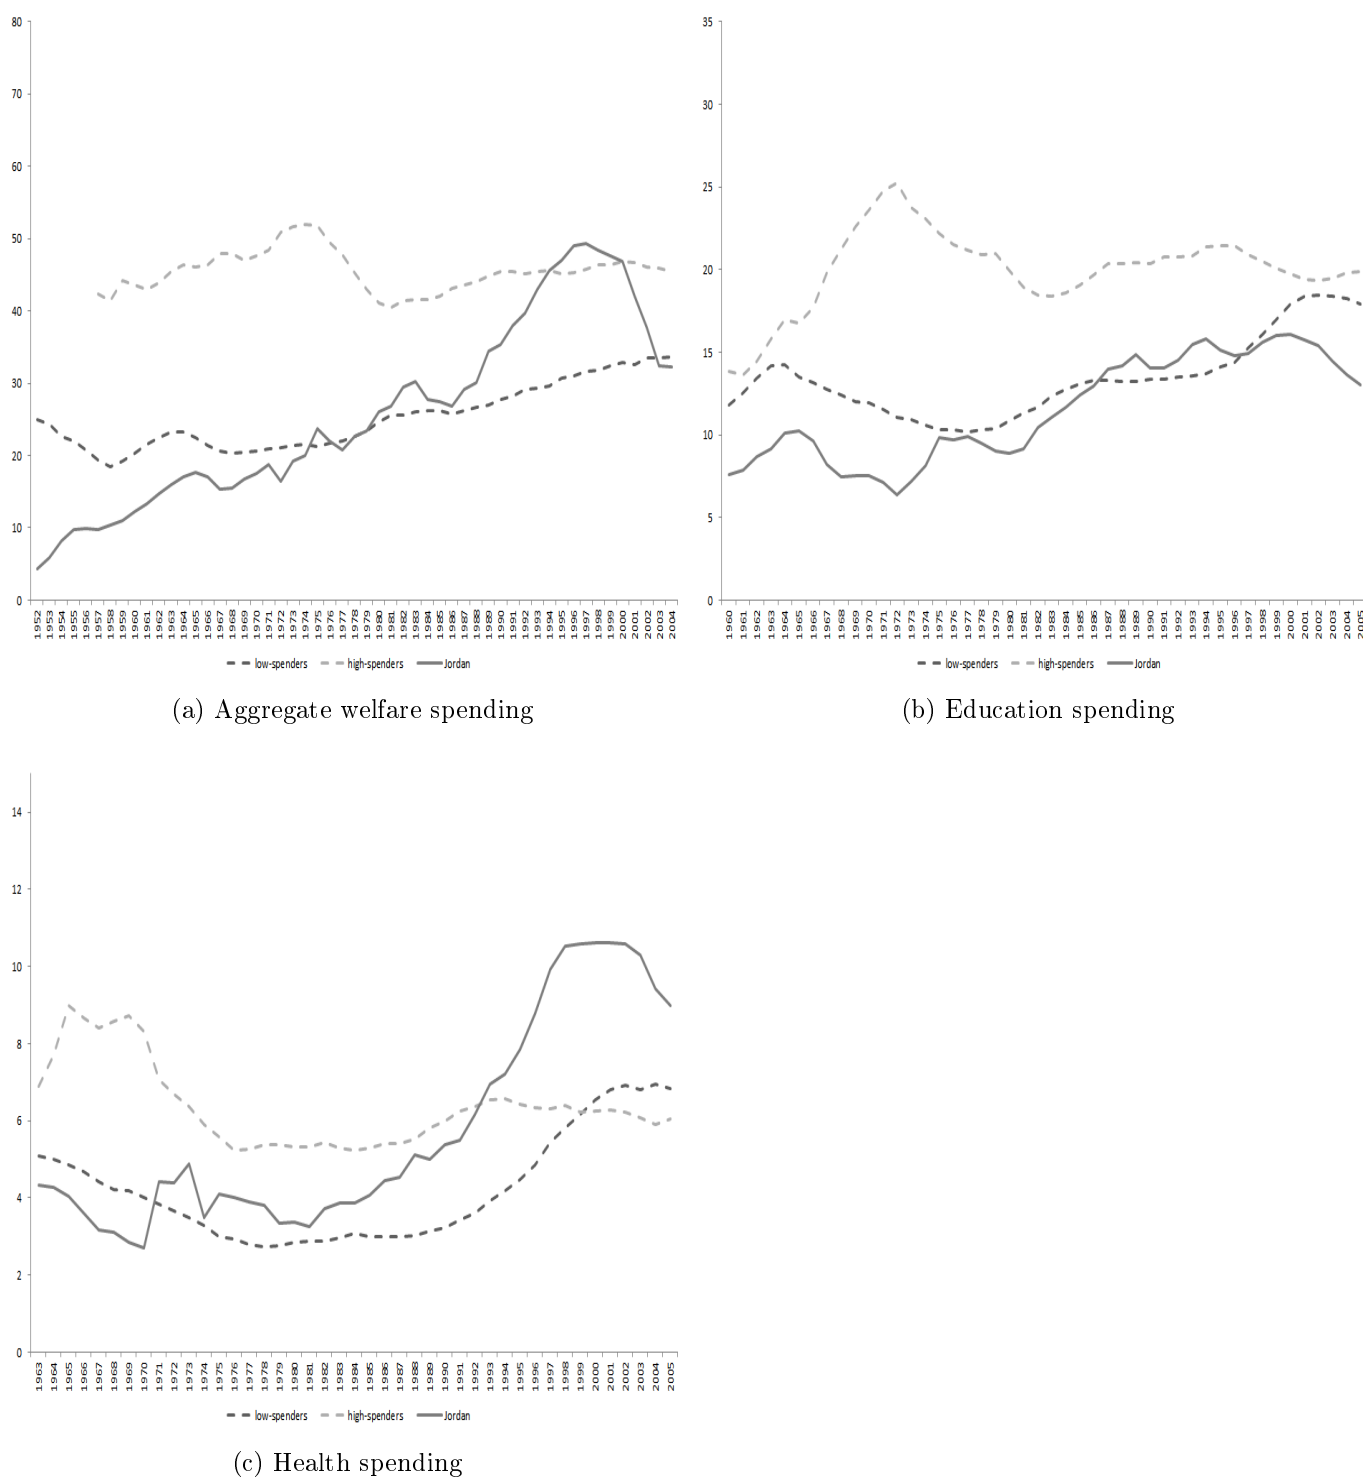 80
70
60
50
40
30
20
10
0
1952 1953 1954 1955 1956 1957 1958 1959 1960 1961 1962 1963 1964 1965 1966 1967 1968 1969 1970 1971 1972 1973 1974 1975 1976 1977 1978 1979 1980 1981 1982 1983 1984 1985 1986 1987 1988 1989 1990 1991 1992 1993 1994 1995 1996 1997 1998 1999 2000 2001 2002 2003 2004
low-spenders high-spenders Jordan
(a) Aggregate welfare spending
35
30
25
20
15
10
5
0
1960 1961 1962 1963 1964 1965 1966 1967 1968 1969 1970 1971 1972 1973 1974 1975 1976 1977 1978 1979 1980 1981 1982 1983 1984 1985 1986 1987 1988 1989 1990 1991 1992 1993 1994 1995 1996 1997 1998 1999 2000 2001 2002 2003 2004 2005
low-spenders high-spenders Jordan
(b) Education spending
14
12
10
8
6
4
2
0
1963 1964 1965 1966 1967 1968 1969 1970 1971 1972 1973 1974 1975 1976 1977 1978 1979 1980 1981 1982 1983 1984 1985 1986 1987 1988 1989 1990 1991 1992 1993 1994 1995 1996 1997 1998 1999 2000 2001 2002 2003 2004 2005
low-spenders high-spenders Jordan
(c) Health spending